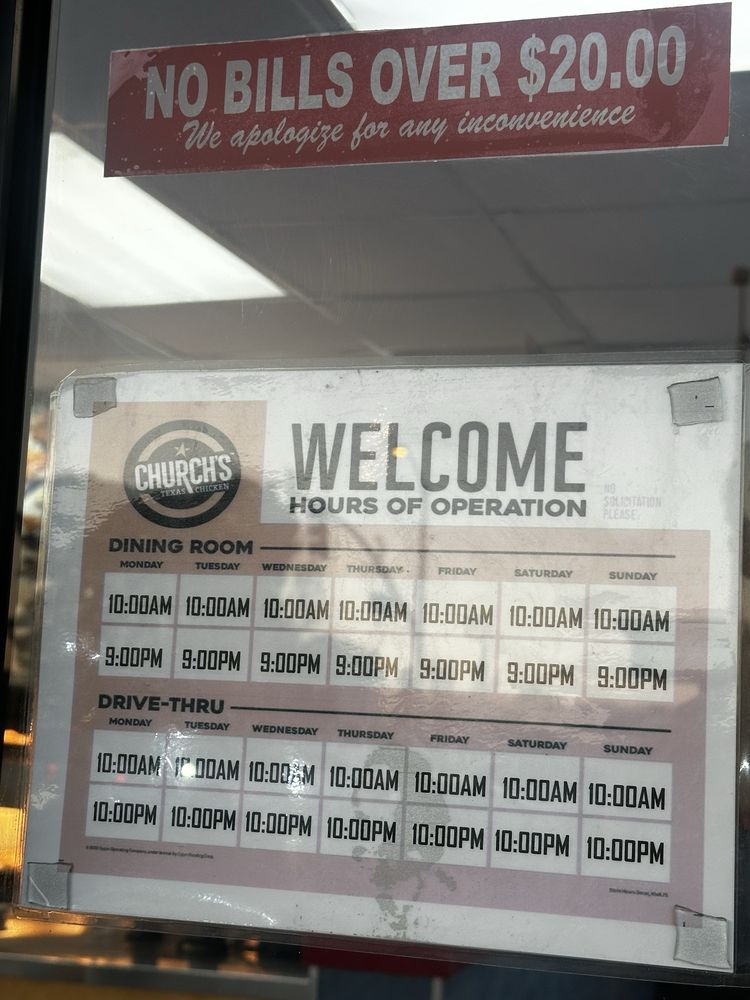 NO BILLS OVER $20.00
We apologize for any inconvenience
CHURCH'S
TEXAS CHICKEN
WELCOME
HOURS OF OPERATION
NO
SOLICITATION
PLEASE.
DINING ROOM
MONDAY TUESDAY WEDNESDAY THURSDAY FRIDAY SATURDAY SUNDAY
10:00AM 10:00AM 10:00AM 10:00AM 10:00AM 10:00AM 10:00AM
9:00PM 9:00PM 9:00PM 9:00PM 9:00PM 9:00PM 9:00PM
DRIVE-THRU
MONDAY TUESDAY WEDNESDAY THURSDAY FRIDAY SATURDAY SUNDAY
10:00AM 10:00AM 10:00AM 10:00AM 10:00AM 10:00AM 10:00AM
10:00PM 10:00PM 10:00PM 10:00PM 10:00PM 10:00PM 10:00PM